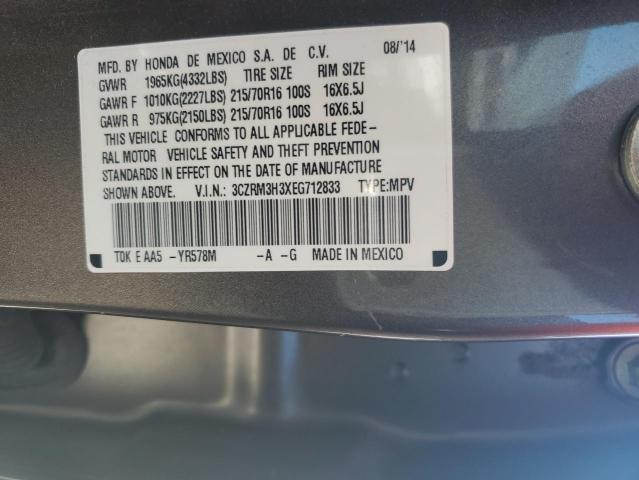 MFD. BY HONDA DE MEXICO S.A. DE C.V. 08/'14
GVWR 1965KG(4332LBS) TIRE SIZE RIM SIZE
GAWR F 1010KG(2227LBS) 215/70R16 100S 16X6.5J
GAWR R 975KG(2150LBS) 215/70R16 100S 16X6.5J
THIS VEHICLE CONFORMS TO ALL APPLICABLE FEDE-
RAL MOTOR VEHICLE SAFETY AND THEFT PREVENTION
STANDARDS IN EFFECT ON THE DATE OF MANUFACTURE
SHOWN ABOVE. V.I.N.: 3CZRM3H3XEG712833 TYPE:MPV
TDK E AA5 -YR578M -A -G MADE IN MEXICO